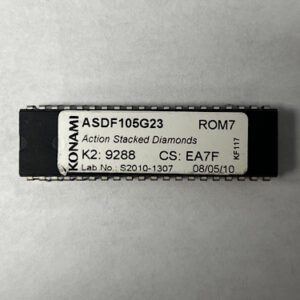 KONAMI
ASDF105G23 ROM7
Action Stacked Diamonds
K2: 9288 CS: EA7F
Lab No.: S2010-1307 08/05/10
KF117